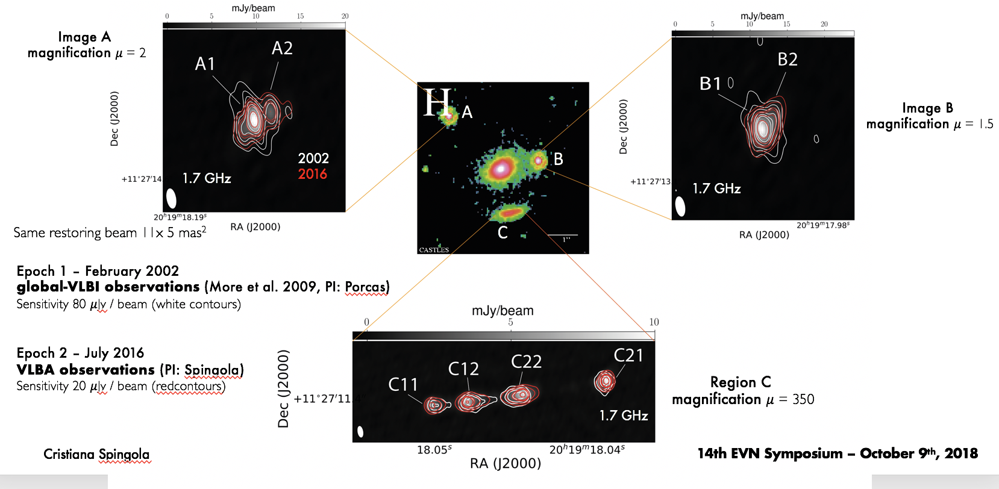 mJy/beam
0 5 10 15 20
Image A
magnification μ = 2
A1
A2
Dec (J2000)
2002
2016
1.7 GHz
+11°27′14
20ʰ19ᵐ18.19ˢ
RA (J2000)
Same restoring beam 11x 5 mas²
H
A
B
C
1''
CASTLES
mJy/beam
0 5 10 15 20
B1
B2
Dec (J2000)
Image B
magnification μ = 1.5
1.7 GHz
+11°27′13
20ʰ19ᵐ17.98ˢ
RA (J2000)
Epoch 1 – February 2002
global-VLBI observations (More et al. 2009, PI: Porcas)
Sensitivity 80 μJy / beam (white contours)
Epoch 2 – July 2016
VLBA observations (PI: Spingola)
Sensitivity 20 μJy / beam (redcontours)
mJy/beam
0 5 10
C11
C12
C22
C21
Dec (J2000)
+11°27′11.4"
1.7 GHz
18.05ˢ 20ʰ19ᵐ18.04ˢ
RA (J2000)
Region C
magnification μ = 350
Cristiana Spingola
14th EVN Symposium – October 9ᵗʰ, 2018